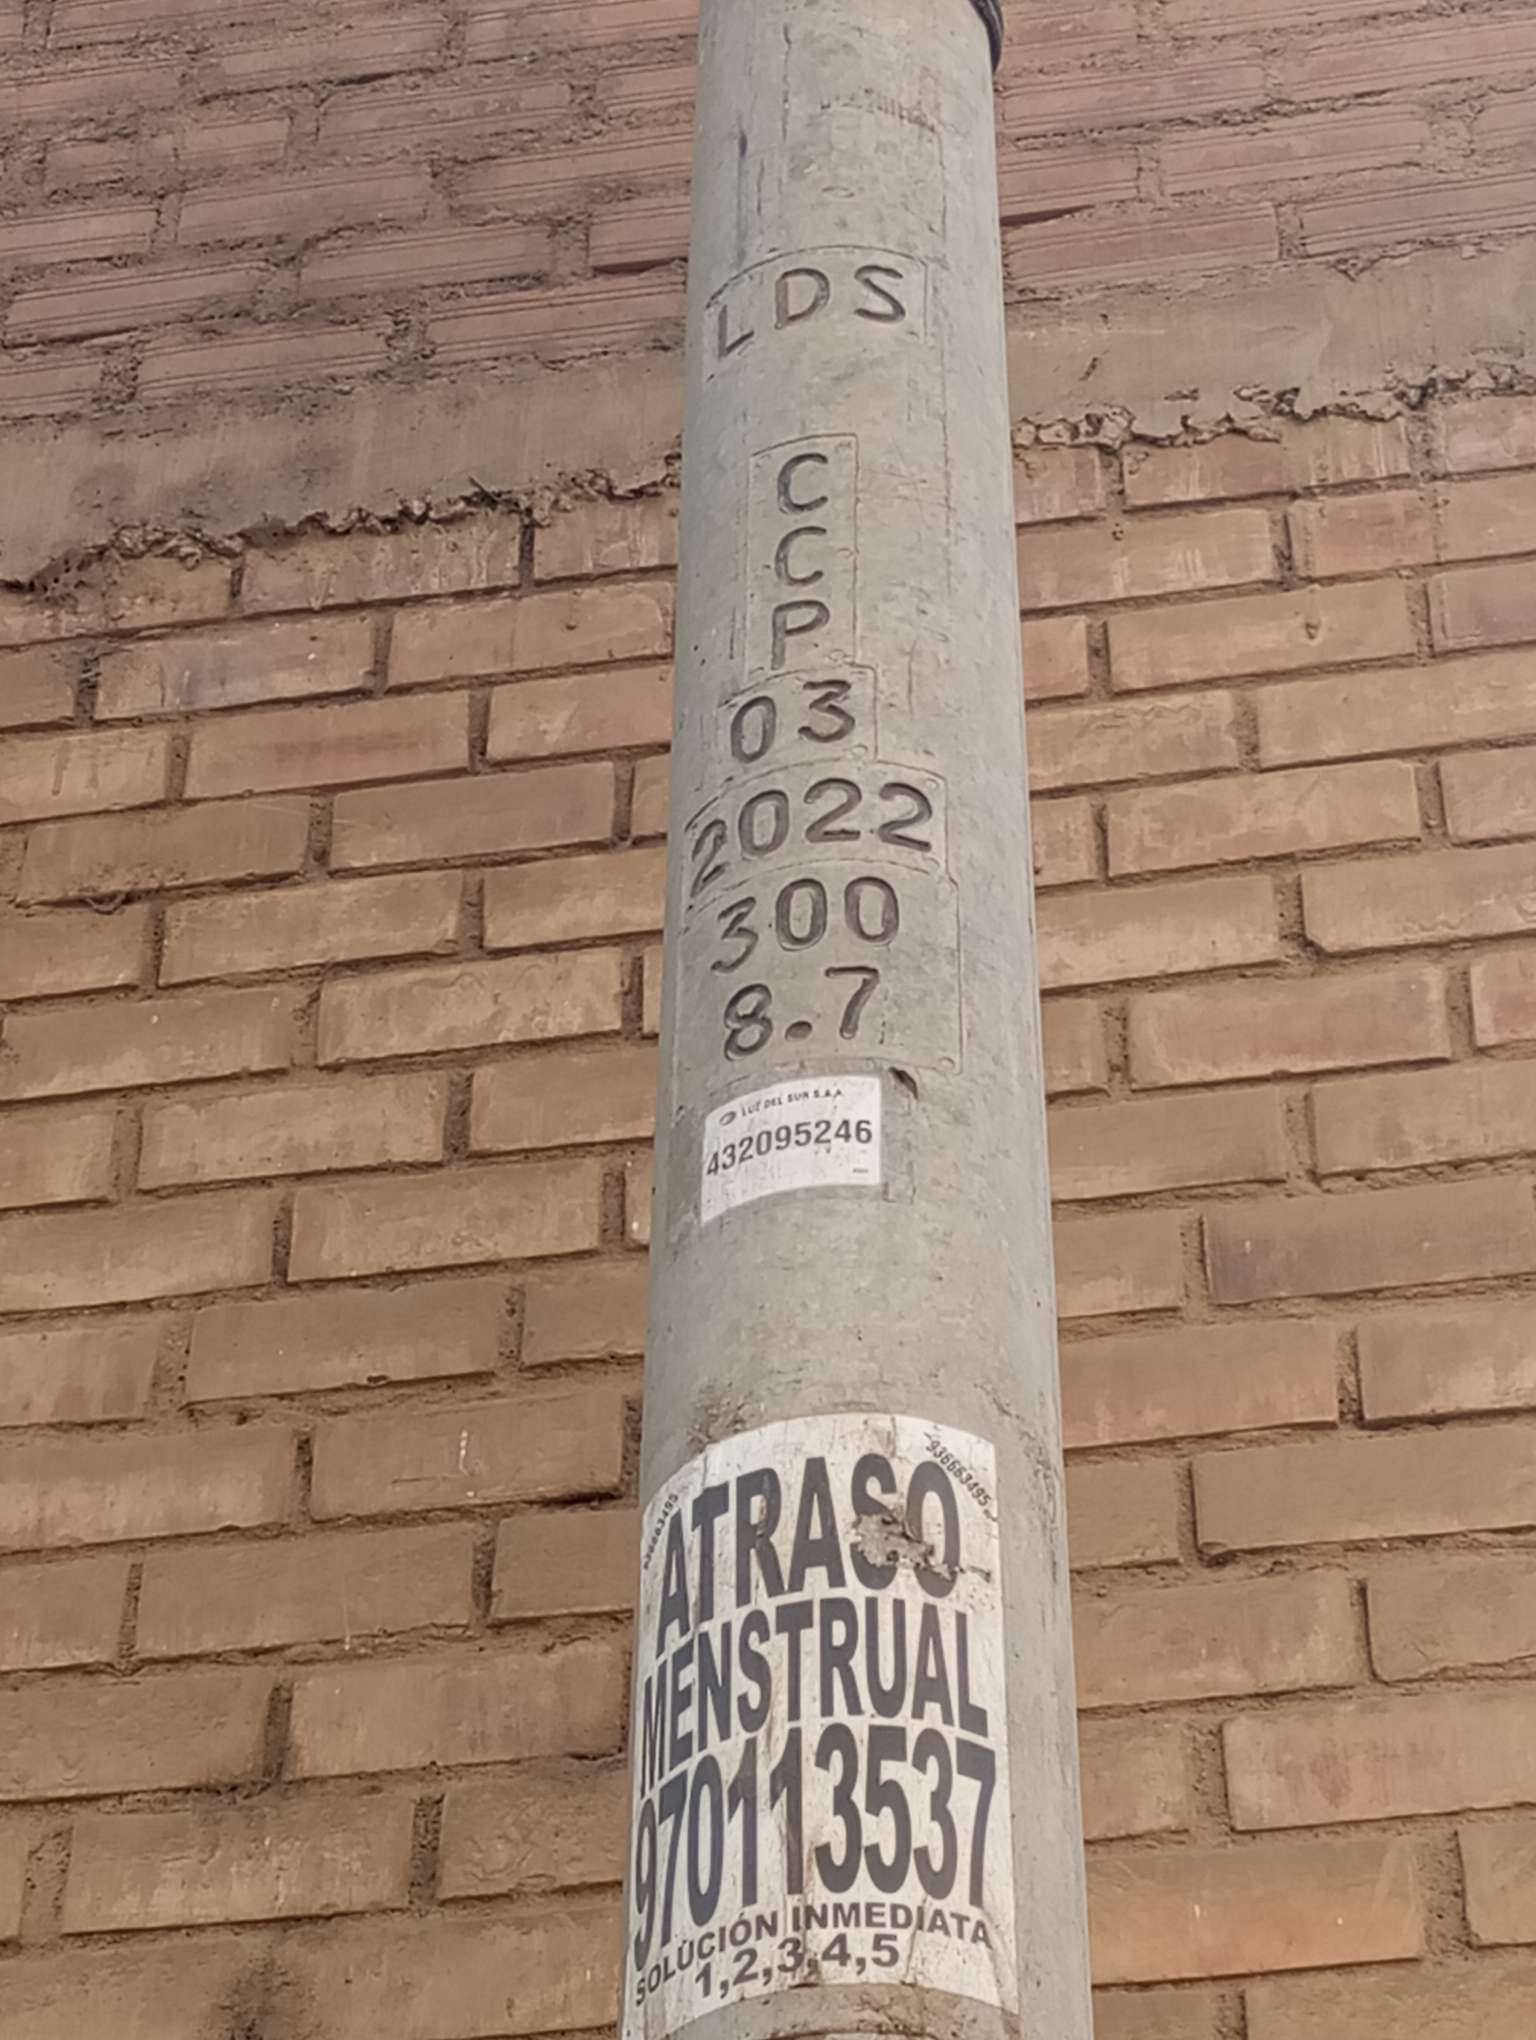 LDS
C
C
P
03
2022
300
8.7
LUZ DEL SUR S.A.A.
432095246
936663495
936663495
ATRASO
MENSTRUAL
970113537
SOLUCIÓN INMEDIATA
1,2,3,4,5